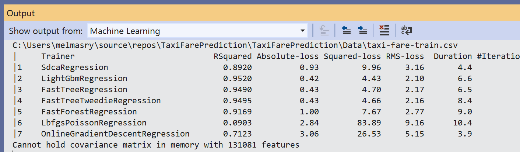 Output
Show output from: Machine Learning
C:\Users\melmasry\source\repos\TaxiFarePrediction\TaxiFarePrediction\Data\taxi-fare-train.csv
| Trainer RSquared Absolute-loss Squared-loss RMS-loss Duration #Iteratio
|1 SdcaRegression 0.8920 0.93 9.96 3.16 4.4
|2 LightGbmRegression 0.9520 0.42 4.43 2.10 6.6
|3 FastTreeRegression 0.9490 0.43 4.70 2.17 6.5
|4 FastTreeTweedieRegression 0.9495 0.43 4.66 2.16 8.4
|5 FastForestRegression 0.9169 1.00 7.67 2.77 9.0
|6 LbfgsPoissonRegression 0.0903 2.84 83.89 9.16 10.4
|7 OnlineGradientDescentRegression 0.7123 3.06 26.53 5.15 3.9
Cannot hold covariance matrix in memory with 131081 features